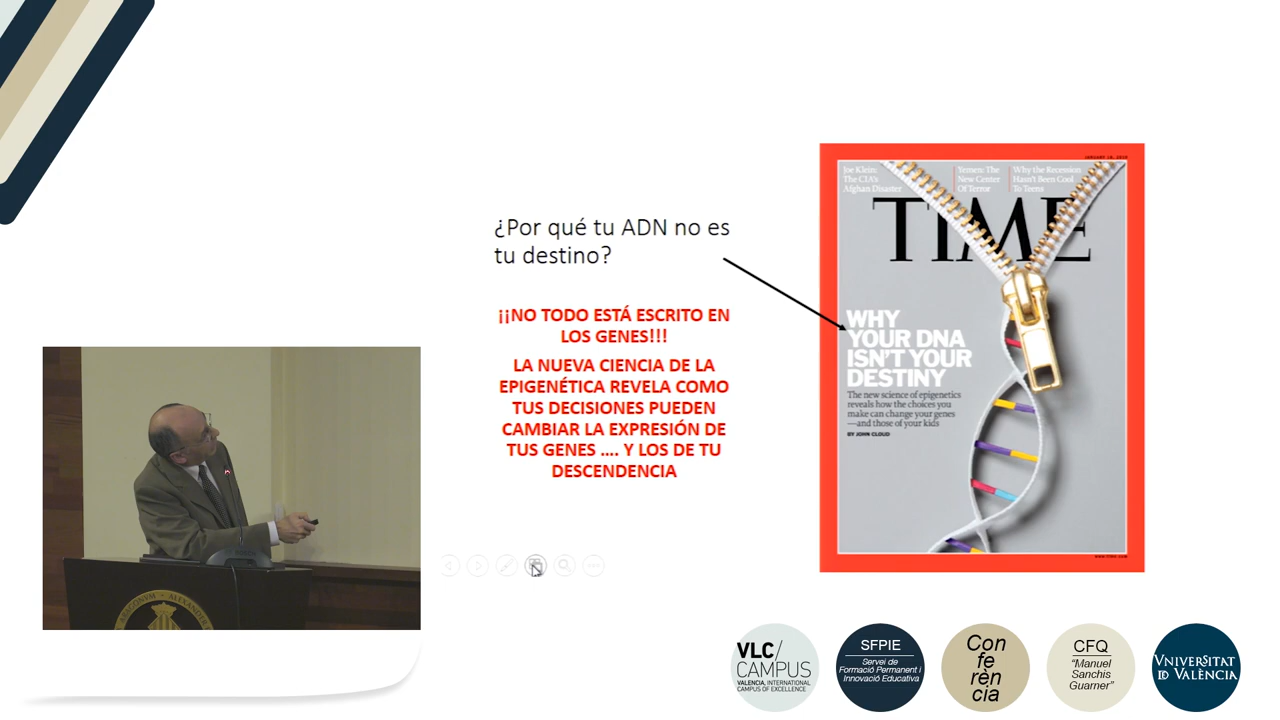 ¿Por qué tu ADN no es
tu destino?
¡¡NO TODO ESTÁ ESCRITO EN
LOS GENES!!!
LA NUEVA CIENCIA DE LA
EPIGENÉTICA REVELA COMO
TUS DECISIONES PUEDEN
CAMBIAR LA EXPRESIÓN DE
TUS GENES .... Y LOS DE TU
DESCENDENCIA
Joe Klein:
The CIA's
Afghan Disaster
Yemen: The
New Center
Of Terror
Why the Recession
Hasn't Been Cool
To Teens
TIME
WHY
YOUR DNA
ISN'T YOUR
DESTINY
The new science of epigenetics
reveals how the choices you
make can change your genes
—and those of your kids
BY JOHN CLOUD
VLC/
CAMPUS
VALENCIA, INTERNATIONAL
CAMPUS OF EXCELLENCE
SFPIE
Servei de
Formació Permanent i
Innovació Educativa
Con
fe
rèn
cia
CFQ
"Manuel
Sanchis
Guarner"
VNIVERSITAT
ID VALÈNCIA